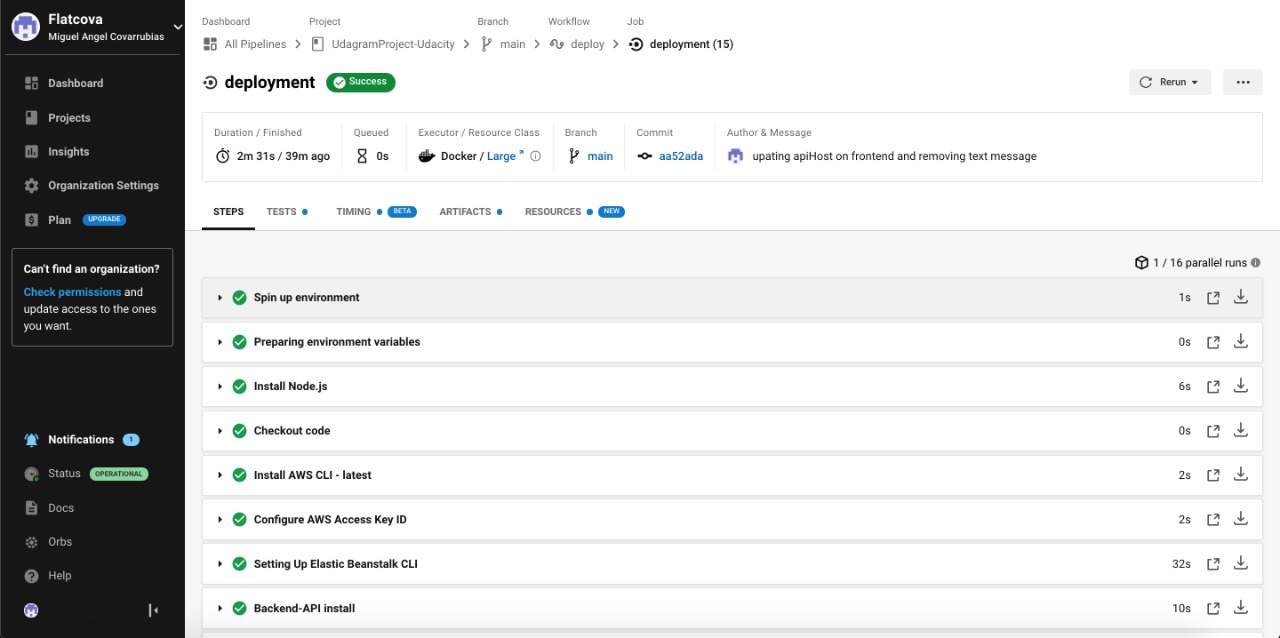 Flatcova
Miguel Angel Covarrubias
Dashboard
Projects
Insights
Organization Settings
Plan UPGRADE
Can't find an organization?
Check permissions and
update access to the ones
you want.
Notifications 1
Status OPERATIONAL
Docs
Orbs
Help
Dashboard Project Branch Workflow Job
All Pipelines UdagramProject-Udacity main deploy deployment (15)
deployment Success Rerun
Duration / Finished Queued Executor / Resource Class Branch Commit Author & Message
2m 31s / 39m ago 0s Docker / Large main aa52ada upating apiHost on frontend and removing text message
STEPS TESTS TIMING BETA ARTIFACTS RESOURCES NEW
1 / 16 parallel runs
Spin up environment 1s
Preparing environment variables 0s
Install Node.js 6s
Checkout code 0s
Install AWS CLI - latest 2s
Configure AWS Access Key ID 2s
Setting Up Elastic Beanstalk CLI 32s
Backend-API install 10s